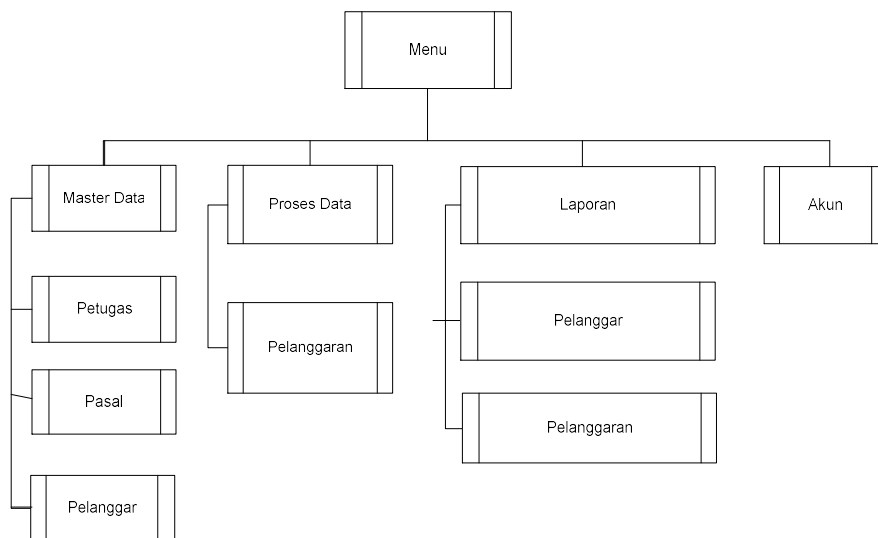 Menu
Master Data
Proses Data
Laporan
Akun
Petugas
Pelanggaran
Pelanggar
Pasal
Pelanggaran
Pelanggar